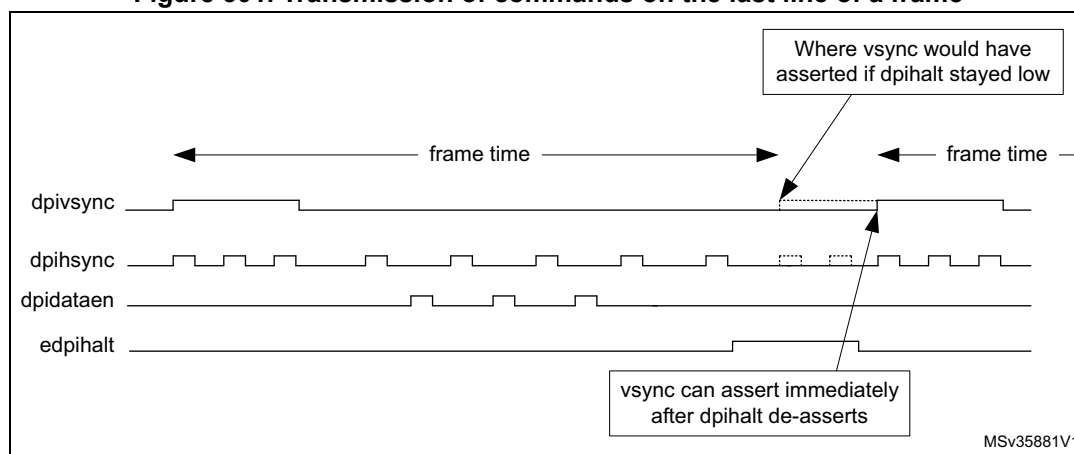 Where vsync would have
asserted if dpihalt stayed low
frame time
frame time
dpivsync
dpihsync
dpidataen
edpihalt
vsync can assert immediately
after dpihalt de-asserts
MSv35881V1